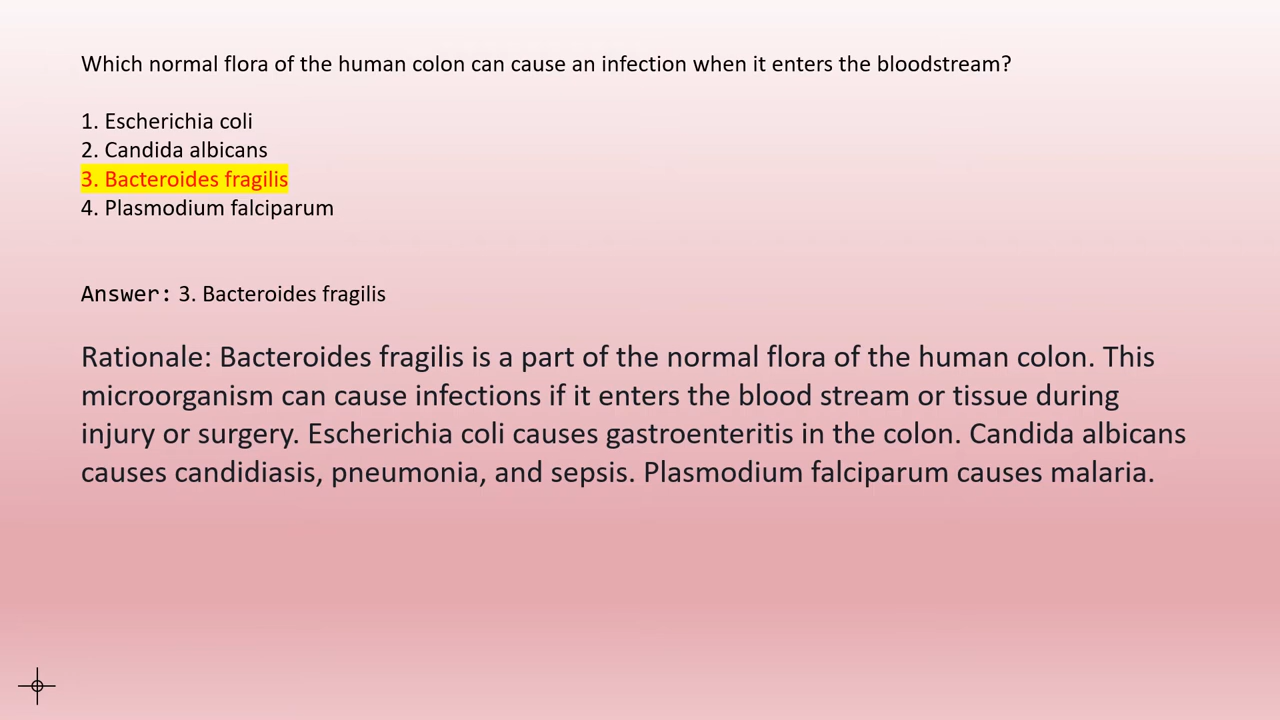 Which normal flora of the human colon can cause an infection when it enters the bloodstream?
1. Escherichia coli
2. Candida albicans
3. Bacteroides fragilis
4. Plasmodium falciparum
Answer: 3. Bacteroides fragilis
Rationale: Bacteroides fragilis is a part of the normal flora of the human colon. This
microorganism can cause infections if it enters the blood stream or tissue during
injury or surgery. Escherichia coli causes gastroenteritis in the colon. Candida albicans
causes candidiasis, pneumonia, and sepsis. Plasmodium falciparum causes malaria.